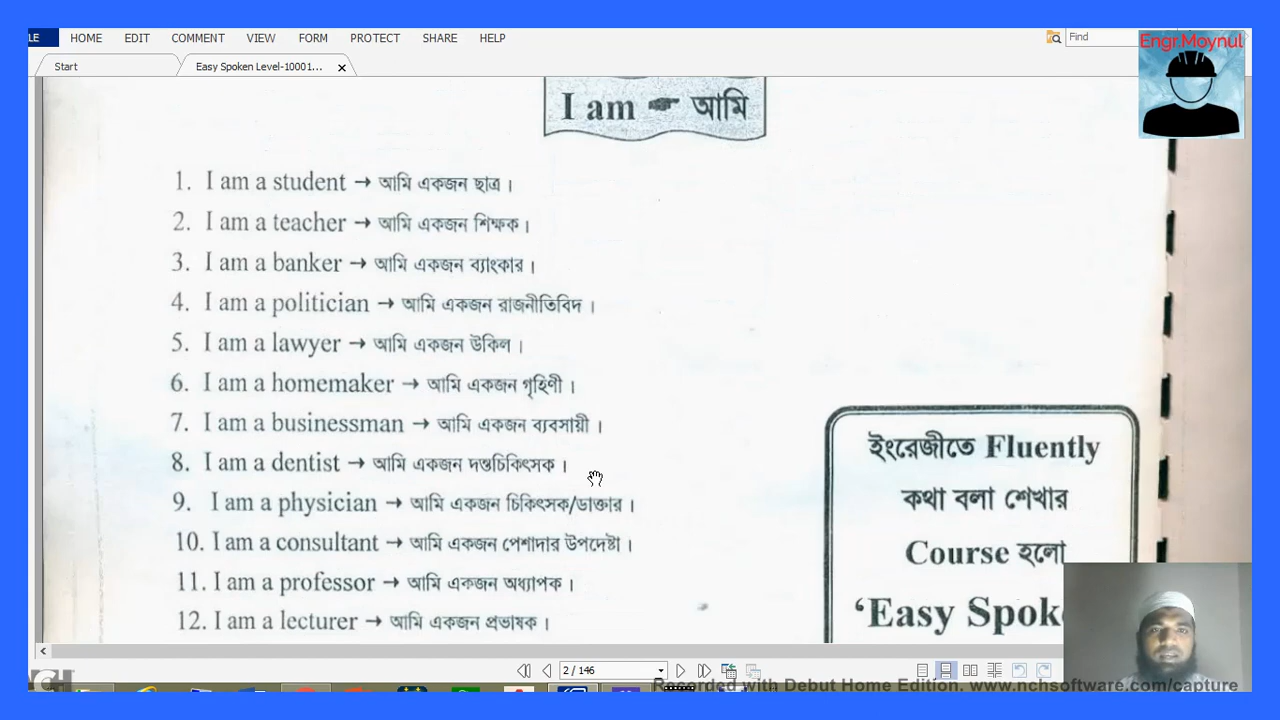 LE HOME EDIT COMMENT VIEW FORM PROTECT SHARE HELP Find
Engr.Moynul
Start Easy Spoken Level-10001... x
I am ☛ আমি
1. I am a student → আমি একজন ছাত্র ।
2. I am a teacher → আমি একজন শিক্ষক ।
3. I am a banker → আমি একজন ব্যাংকার ।
4. I am a politician → আমি একজন রাজনীতিবিদ ।
5. I am a lawyer → আমি একজন উকিল ।
6. I am a homemaker → আমি একজন গৃহিণী ।
7. I am a businessman → আমি একজন ব্যবসায়ী ।
8. I am a dentist → আমি একজন দন্তচিকিৎসক ।
9. I am a physician → আমি একজন চিকিৎসক/ডাক্তার ।
10. I am a consultant → আমি একজন পেশাদার উপদেষ্টা ।
11. I am a professor → আমি একজন অধ্যাপক ।
12. I am a lecturer → আমি একজন প্রভাষক ।
ইংরেজীতে Fluently
কথা বলা শেখার
Course হলো
‘Easy Spok
2 / 146
Recorded with Debut Home Edition. www.nchsoftware.com/capture